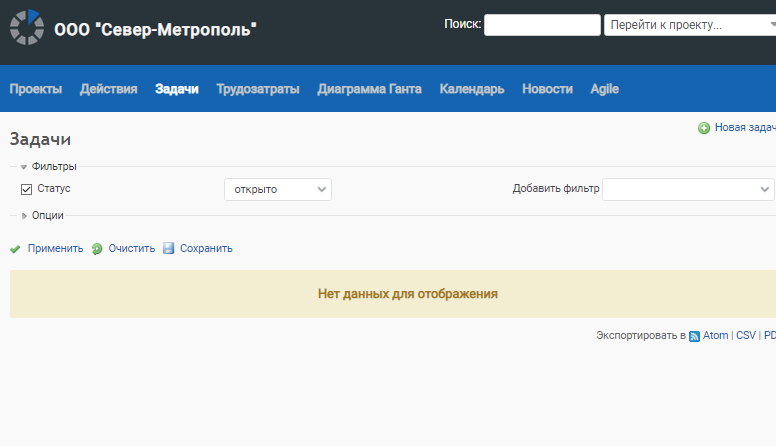 ООО "Север-Метрополь"
Поиск:
Перейти к проекту...
Проекты Действия Задачи Трудозатраты Диаграмма Ганта Календарь Новости Agile
Новая задач
Задачи
Фильтры
Статус
открыто
Добавить фильтр
Опции
Применить Очистить Сохранить
Нет данных для отображения
Экспортировать в Atom | CSV | PD